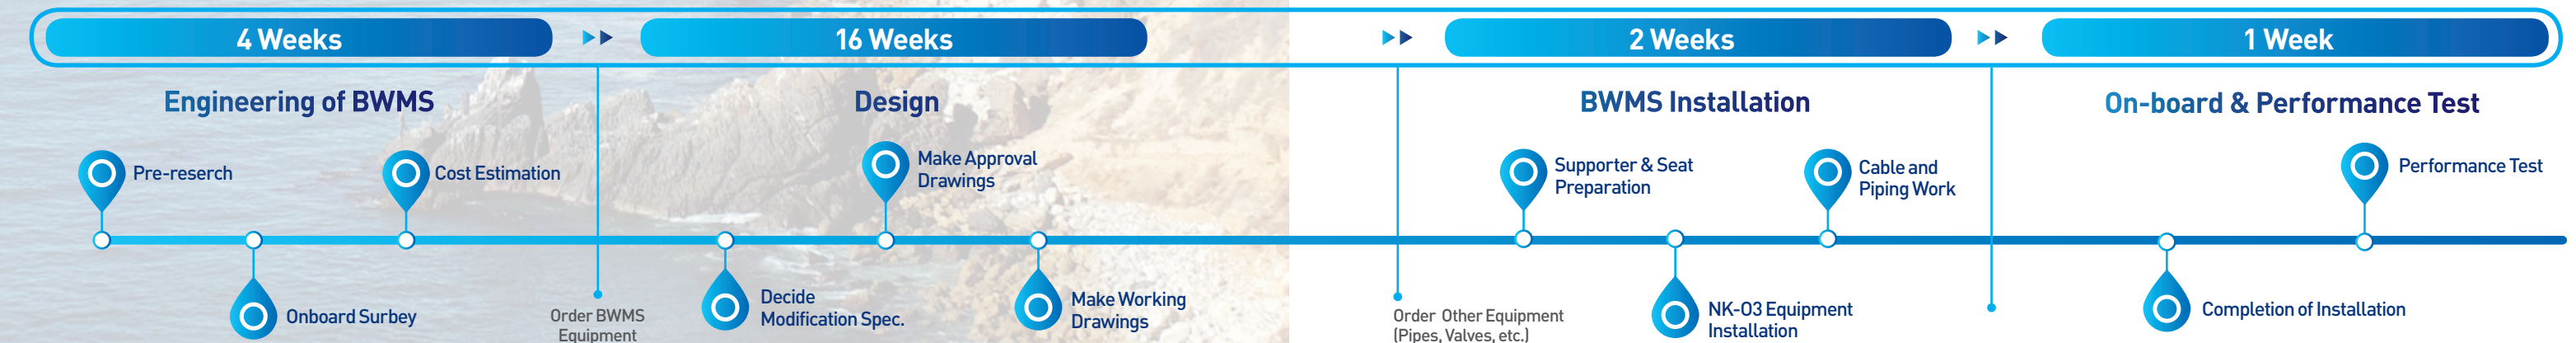 4 Weeks
16 Weeks
2 Weeks
1 Week
Engineering of BWMS
Design
BWMS Installation
On-board & Performance Test
Pre-reserch
Cost Estimation
Make Approval
Drawings
Supporter & Seat
Preparation
Cable and
Piping Work
Performance Test
Onboard Surbey
Order BWMS
Equipment
Decide
Modification Spec.
Make Working
Drawings
Order Other Equipment
(Pipes, Valves, etc.)
NK-O3 Equipment
Installation
Completion of Installation